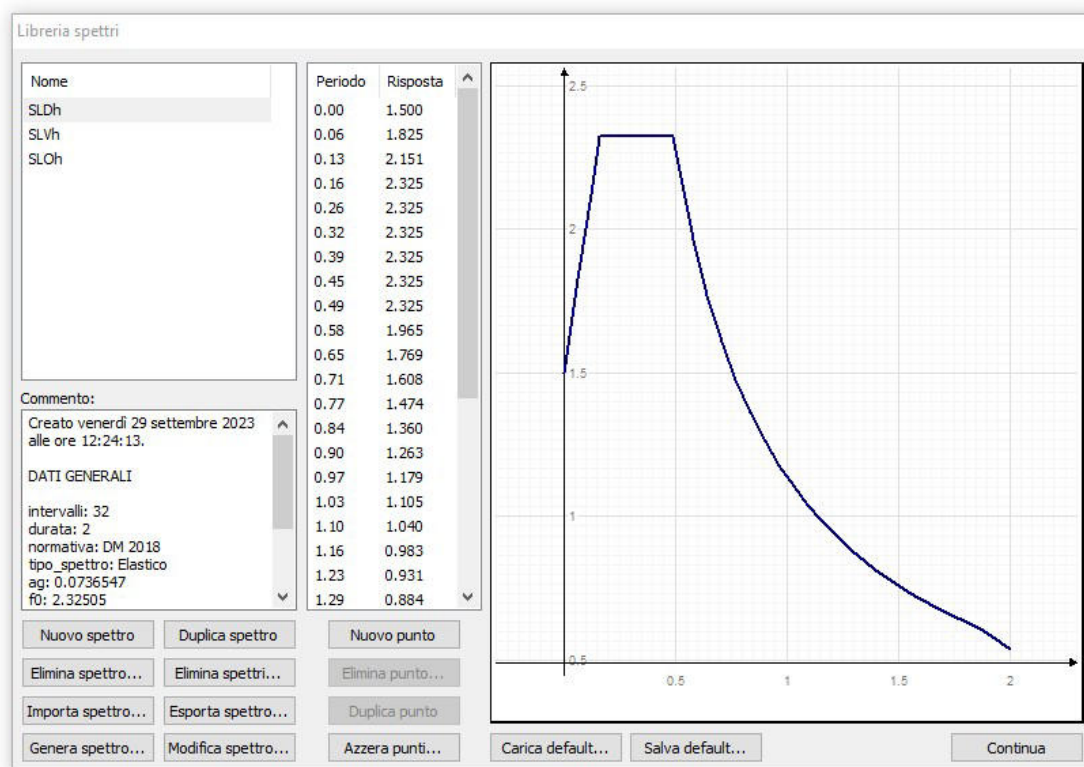 Libreria spettri
Nome
SLDh
SLVh
SLOh
Commento:
Creato venerdì 29 settembre 2023
alle ore 12:24:13.
DATI GENERALI
intervalli: 32
durata: 2
normativa: DM 2018
tipo_spettro: Elastico
ag: 0.0736547
f0: 2.32505
Periodo Risposta
0.00 1.500
0.06 1.825
0.13 2.151
0.16 2.325
0.26 2.325
0.32 2.325
0.39 2.325
0.45 2.325
0.49 2.325
0.58 1.965
0.65 1.769
0.71 1.608
0.77 1.474
0.84 1.360
0.90 1.263
0.97 1.179
1.03 1.105
1.10 1.040
1.16 0.983
1.23 0.931
1.29 0.884
2.5
2
1.5
1
0.5
0.5 1 1.5 2
Nuovo spettro Duplica spettro Nuovo punto
Elimina spettro... Elimina spettri... Elimina punto...
Importa spettro... Esporta spettro... Duplica punto
Genera spettro... Modifica spettro... Azzera punti... Carica default... Salva default... Continua